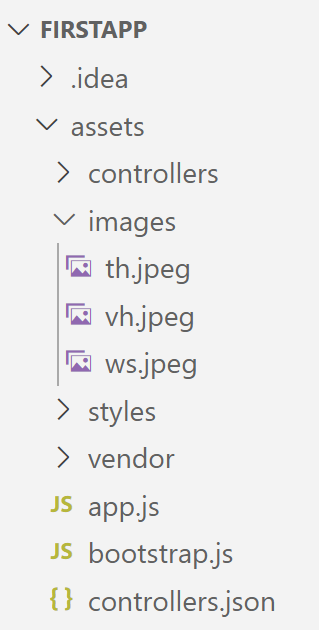 FIRSTAPP
.idea
assets
controllers
images
th.jpeg
vh.jpeg
ws.jpeg
styles
vendor
JS app.js
JS bootstrap.js
{ } controllers.json